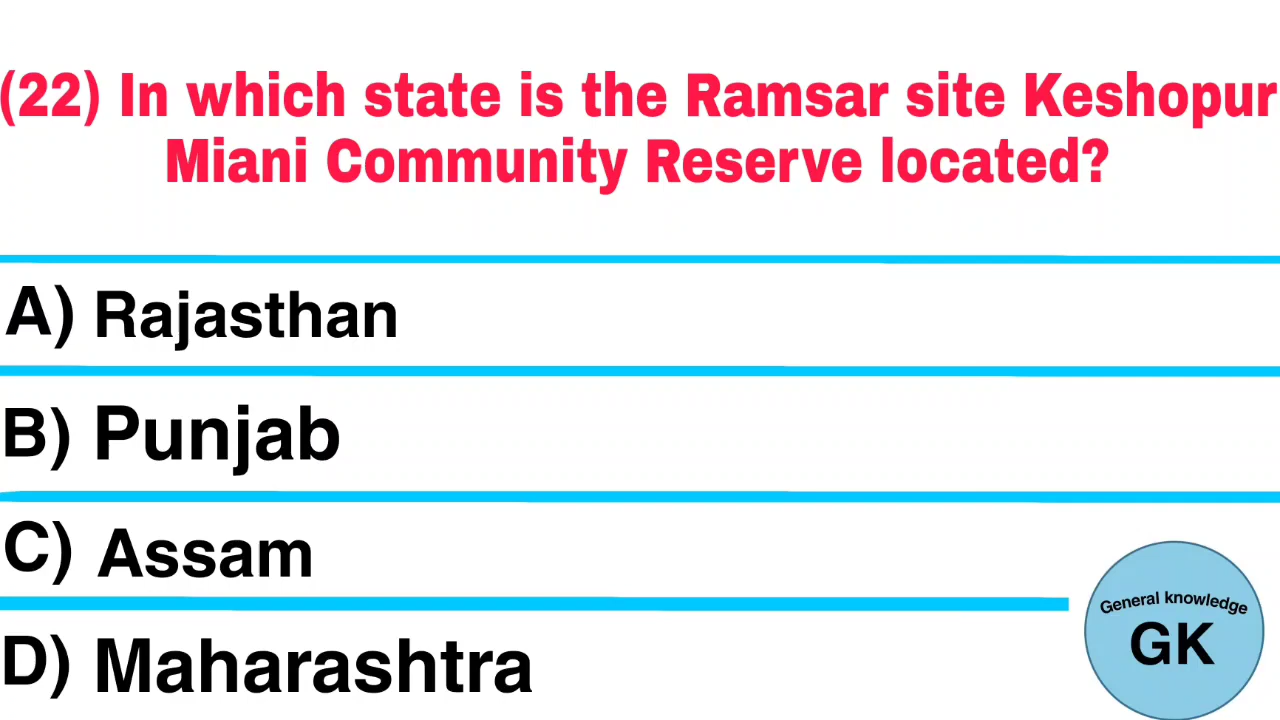 (22) In which state is the Ramsar site Keshopur
Miani Community Reserve located?
A) Rajasthan
B) Punjab
C) Assam
D) Maharashtra
General knowledge
GK